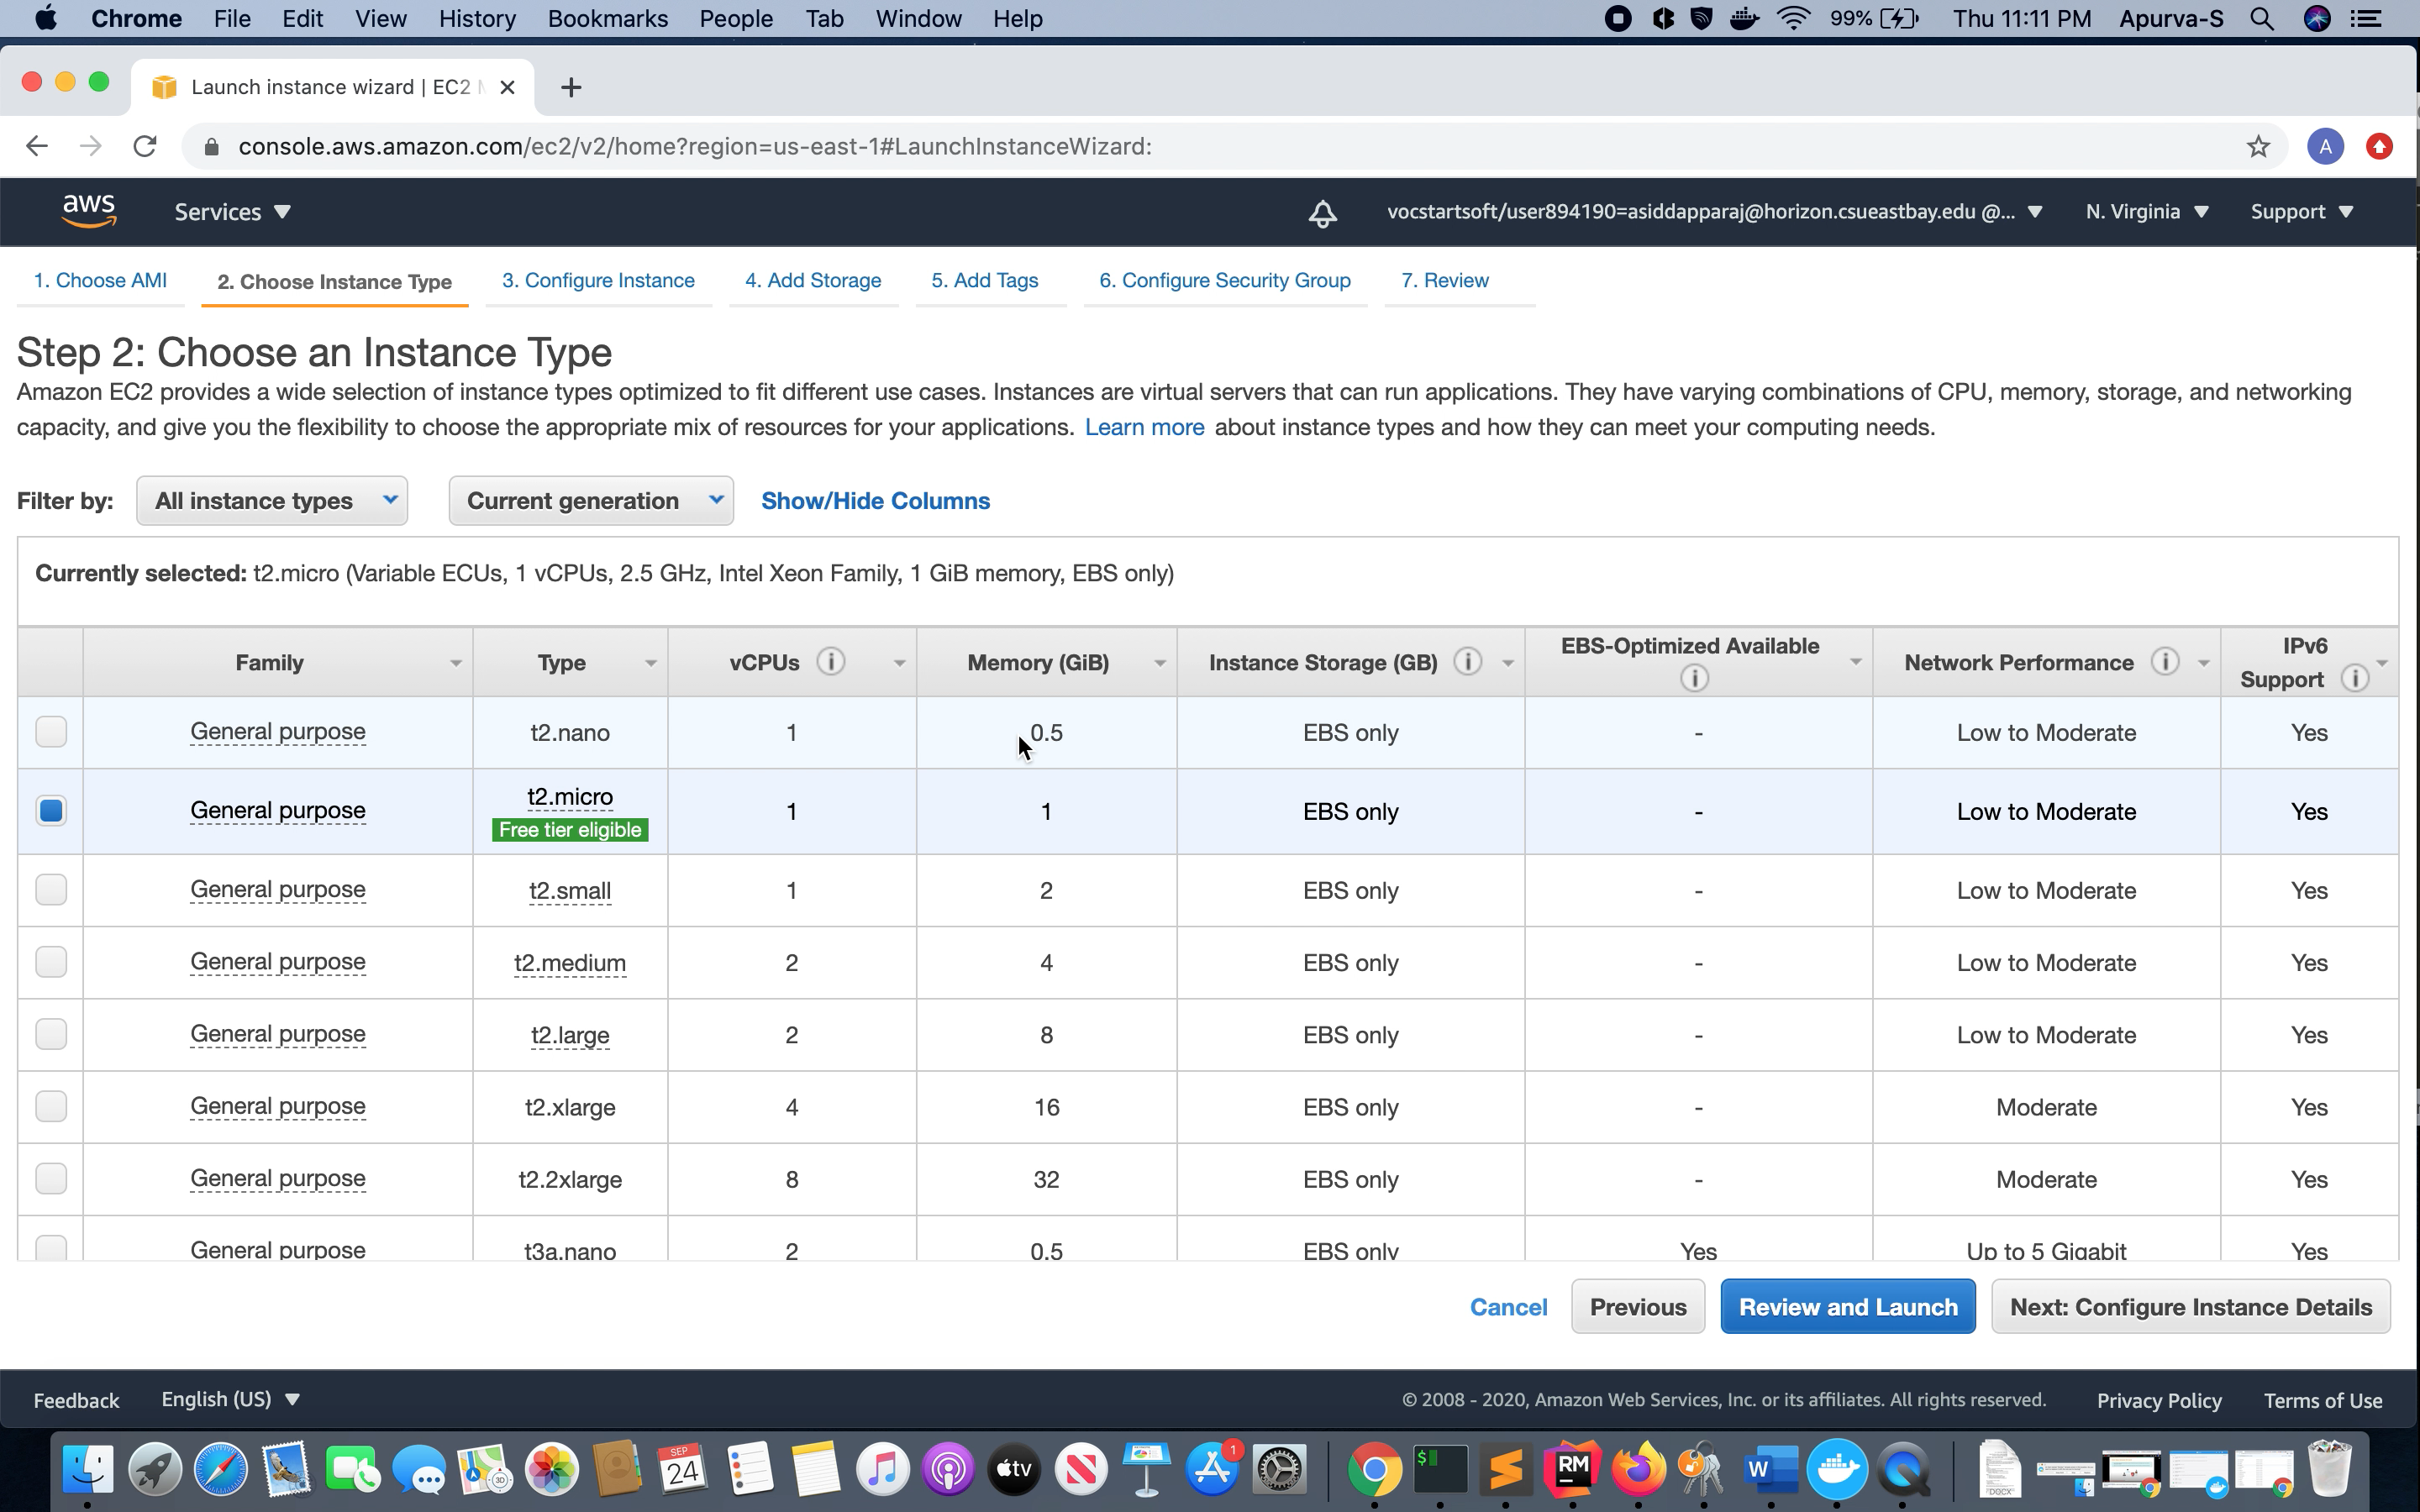 Chrome File Edit View History Bookmarks People Tab Window Help 99% Thu 11:11 PM Apurva-S
Launch instance wizard | EC2
console.aws.amazon.com/ec2/v2/home?region=us-east-1#LaunchInstanceWizard: A
aws Services vocstartsoft/user894190=asiddapparaj@horizon.csueastbay.edu @... N. Virginia Support
1. Choose AMI 2. Choose Instance Type 3. Configure Instance 4. Add Storage 5. Add Tags 6. Configure Security Group 7. Review
Step 2: Choose an Instance Type
Amazon EC2 provides a wide selection of instance types optimized to fit different use cases. Instances are virtual servers that can run applications. They have varying combinations of CPU, memory, storage, and networking
capacity, and give you the flexibility to choose the appropriate mix of resources for your applications. Learn more about instance types and how they can meet your computing needs.
Filter by: All instance types Current generation Show/Hide Columns
Currently selected: t2.micro (Variable ECUs, 1 vCPUs, 2.5 GHz, Intel Xeon Family, 1 GiB memory, EBS only)
Family Type vCPUs i Memory (GiB) Instance Storage (GB) i EBS-Optimized Available i Network Performance i IPv6 Support i
General purpose t2.nano 1 0.5 EBS only - Low to Moderate Yes
General purpose t2.micro 1 1 EBS only - Low to Moderate Yes
Free tier eligible
General purpose t2.small 1 2 EBS only - Low to Moderate Yes
General purpose t2.medium 2 4 EBS only - Low to Moderate Yes
General purpose t2.large 2 8 EBS only - Low to Moderate Yes
General purpose t2.xlarge 4 16 EBS only - Moderate Yes
General purpose t2.2xlarge 8 32 EBS only - Moderate Yes
General purpose t3a.nano 2 0.5 EBS only Yes Up to 5 Gigabit Yes
Cancel Previous Review and Launch Next: Configure Instance Details
Feedback English (US) © 2008 - 2020, Amazon Web Services, Inc. or its affiliates. All rights reserved. Privacy Policy Terms of Use
3D SEP 24 tv 1 $ RM W DOCX